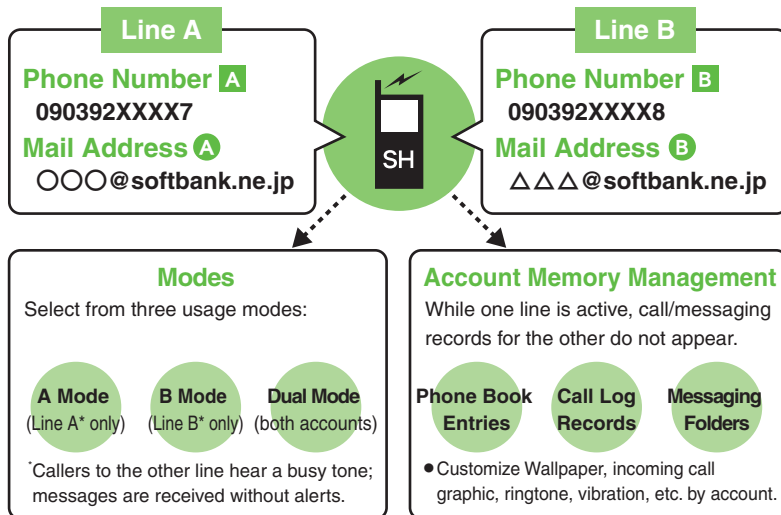 Line A
Phone Number A
090392XXXX7
Mail Address A
○○○@softbank.ne.jp
SH
Line B
Phone Number B
090392XXXX8
Mail Address B
△△△@softbank.ne.jp
Modes
Select from three usage modes:
A Mode
(Line A* only)
B Mode
(Line B* only)
Dual Mode
(both accounts)
*Callers to the other line hear a busy tone;
messages are received without alerts.
Account Memory Management
While one line is active, call/messaging
records for the other do not appear.
Phone Book
Entries
Call Log
Records
Messaging
Folders
●Customize Wallpaper, incoming call
graphic, ringtone, vibration, etc. by account.